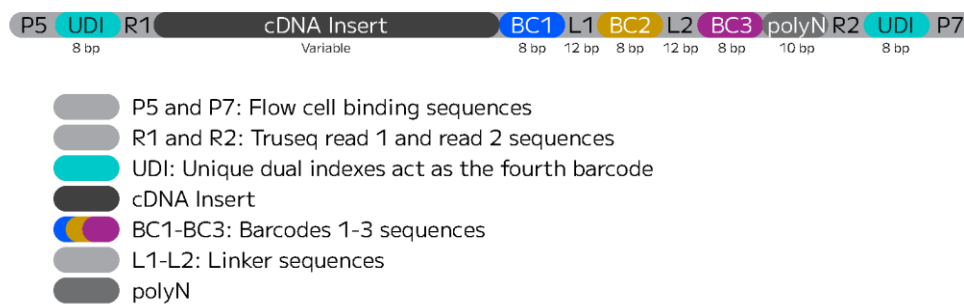 P5 UDI R1 cDNA Insert BC1 L1 BC2 L2 BC3 polyN R2 UDI P7
8 bp Variable 8 bp 12 bp 8 bp 12 bp 8 bp 10 bp 8 bp
P5 and P7: Flow cell binding sequences
R1 and R2: Truseq read 1 and read 2 sequences
UDI: Unique dual indexes act as the fourth barcode
cDNA Insert
BC1-BC3: Barcodes 1-3 sequences
L1-L2: Linker sequences
polyN